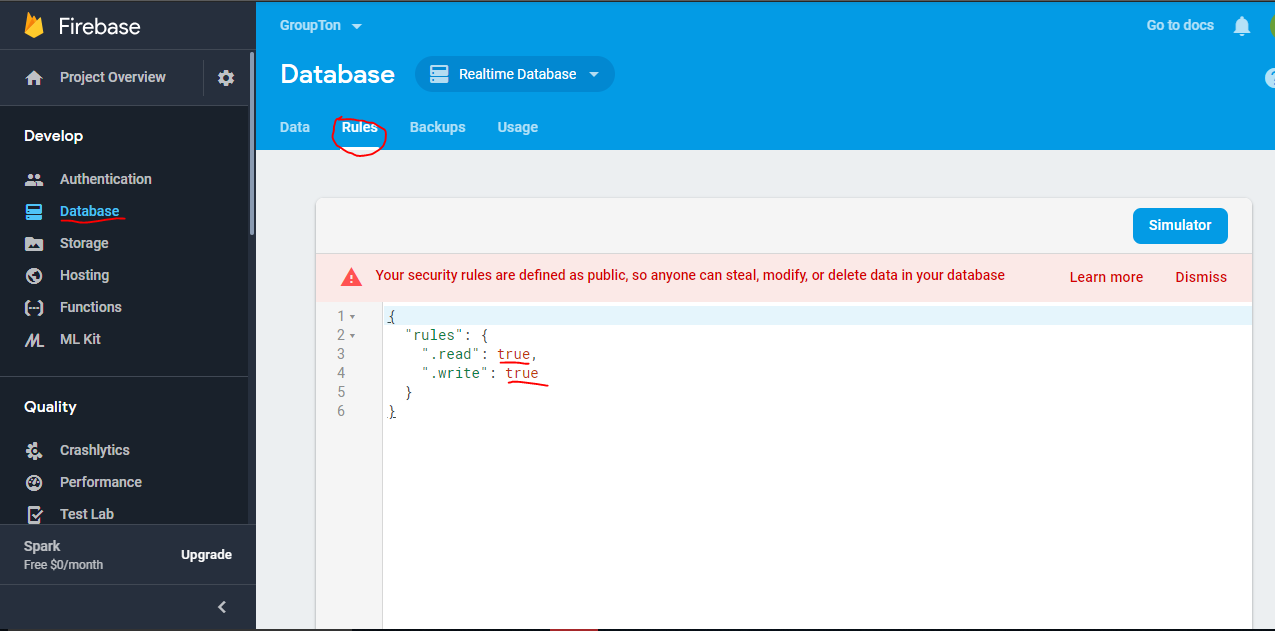 Firebase
Project Overview
Develop
Authentication
Database
Storage
Hosting
Functions
ML Kit
Quality
Crashlytics
Performance
Test Lab
Spark
Free $0/month
Upgrade
GroupTon
Go to docs
Database
Realtime Database
Data Rules Backups Usage
Simulator
Your security rules are defined as public, so anyone can steal, modify, or delete data in your database Learn more Dismiss
1 {
2 "rules": {
3 ".read": true,
4 ".write": true
5 }
6 }